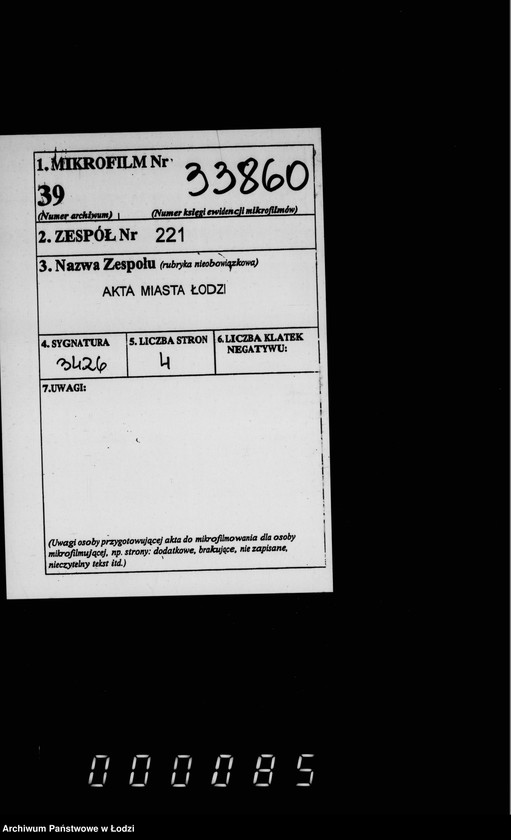 1. MIKROFILM Nr 33860
39
(Numer archiwum) (Numer księgi ewidencji mikrofilmów)
2. ZESPÓŁ Nr 221
3. Nazwa Zespołu (rubryka nieobowiązkowa)
AKTA MIASTA ŁODZI
4. SYGNATURA 5. LICZBA STRON 6. LICZBA KLATEK
NEGATYWU:
3426 4
7.UWAGI:
(Uwagi osoby przygotowującej akta do mikrofilmowania dla osoby
mikrofilmującej, np. strony: dodatkowe, brakujące, nie zapisane,
nieczytelny tekst itd.)
000085
Archiwum Państwowe w Łodzi